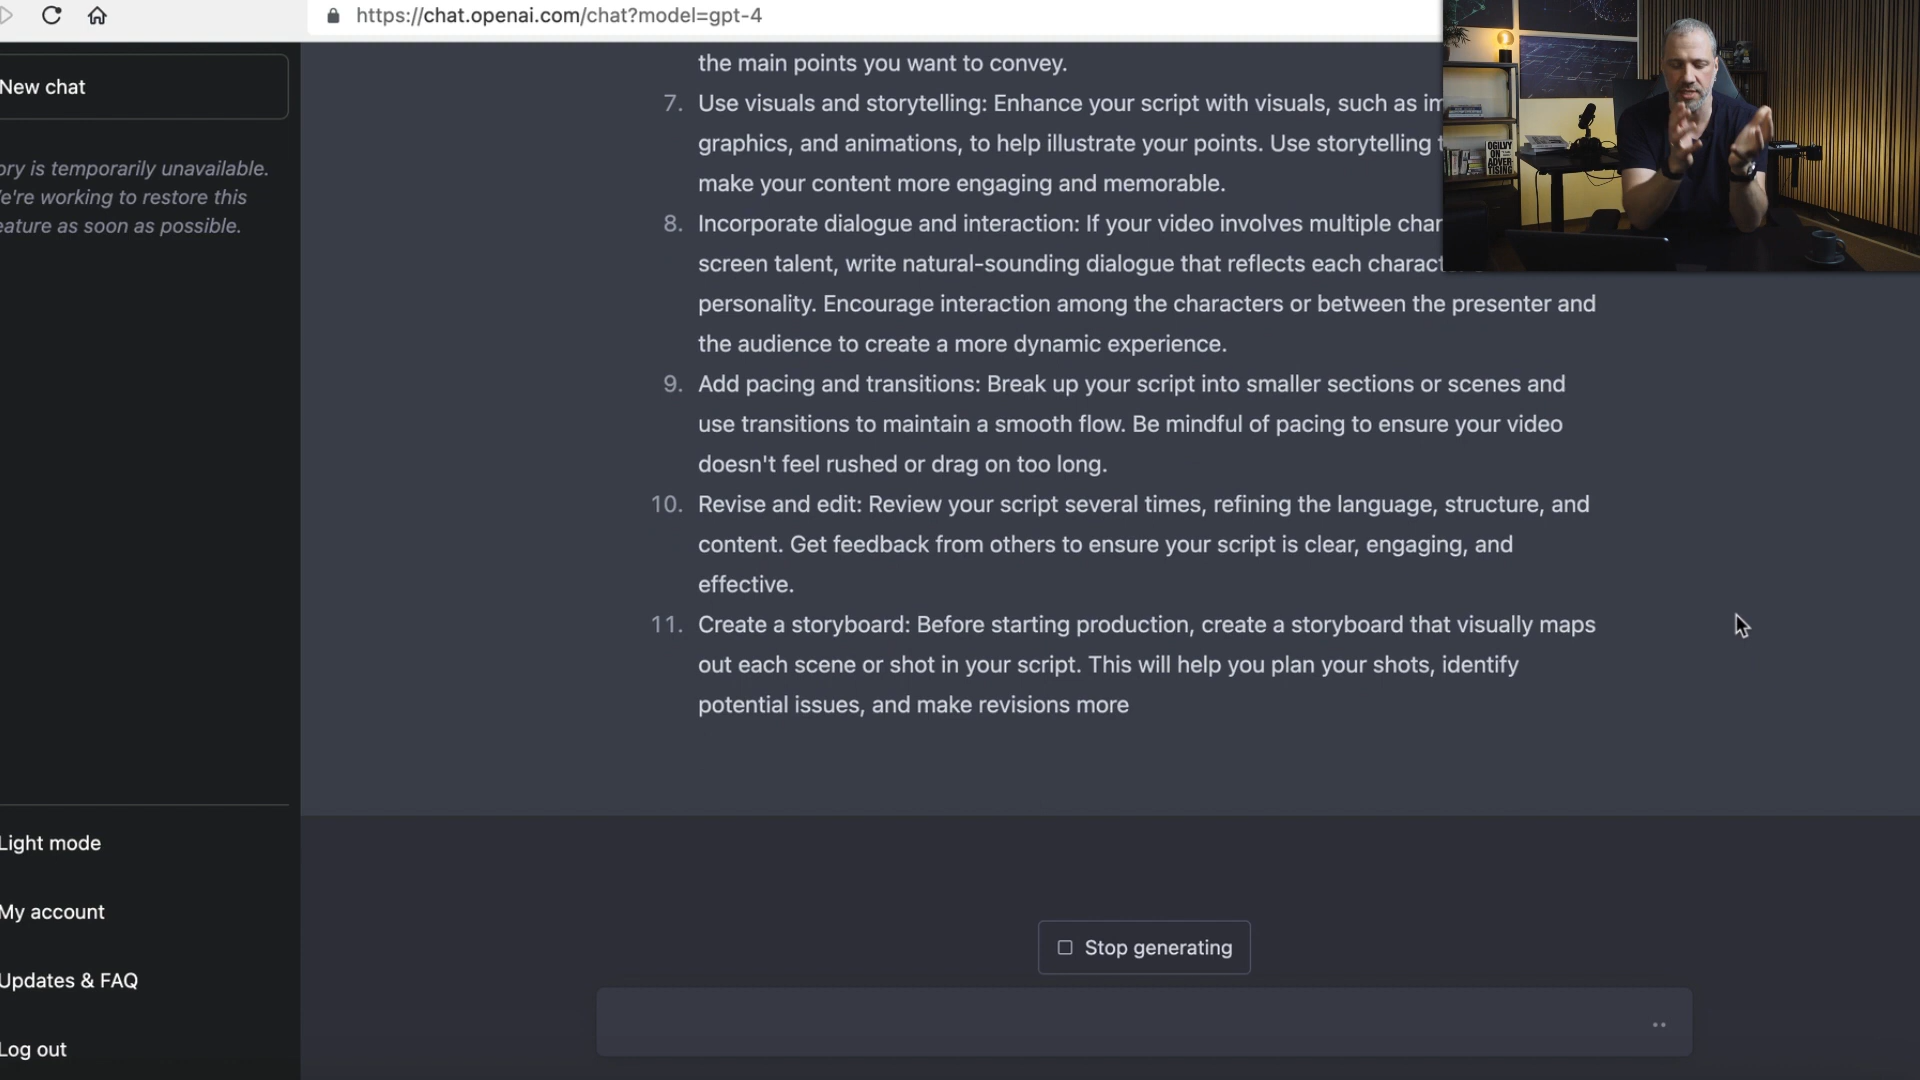 https://chat.openai.com/chat?model=gpt-4
New chat
ory is temporarily unavailable.
e're working to restore this
eature as soon as possible.
the main points you want to convey.
7. Use visuals and storytelling: Enhance your script with visuals, such as im
graphics, and animations, to help illustrate your points. Use storytelling t
make your content more engaging and memorable.
8. Incorporate dialogue and interaction: If your video involves multiple char
screen talent, write natural-sounding dialogue that reflects each charact
personality. Encourage interaction among the characters or between the presenter and
the audience to create a more dynamic experience.
9. Add pacing and transitions: Break up your script into smaller sections or scenes and
use transitions to maintain a smooth flow. Be mindful of pacing to ensure your video
doesn't feel rushed or drag on too long.
10. Revise and edit: Review your script several times, refining the language, structure, and
content. Get feedback from others to ensure your script is clear, engaging, and
effective.
11. Create a storyboard: Before starting production, create a storyboard that visually maps
out each scene or shot in your script. This will help you plan your shots, identify
potential issues, and make revisions more
Stop generating
Light mode
My account
Updates & FAQ
Log out
OGILVY
ON
ADVER
TISING